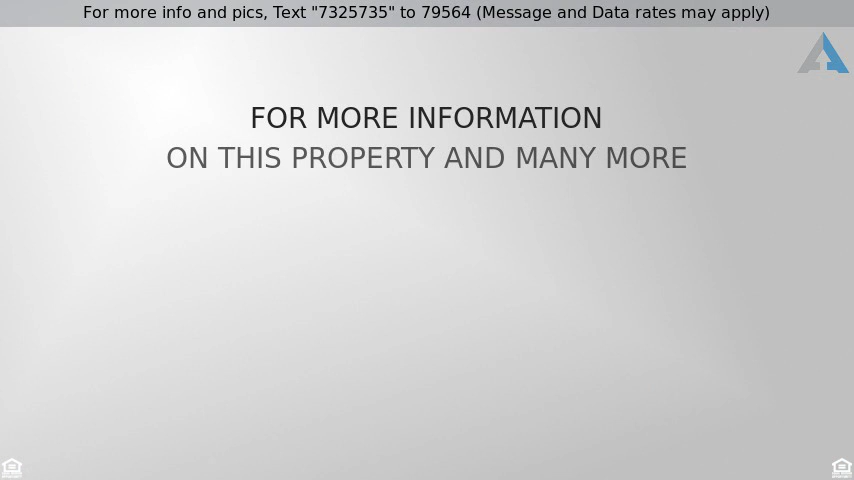 For more info and pics, Text "7325735" to 79564 (Message and Data rates may apply)
FOR MORE INFORMATION
ON THIS PROPERTY AND MANY MORE